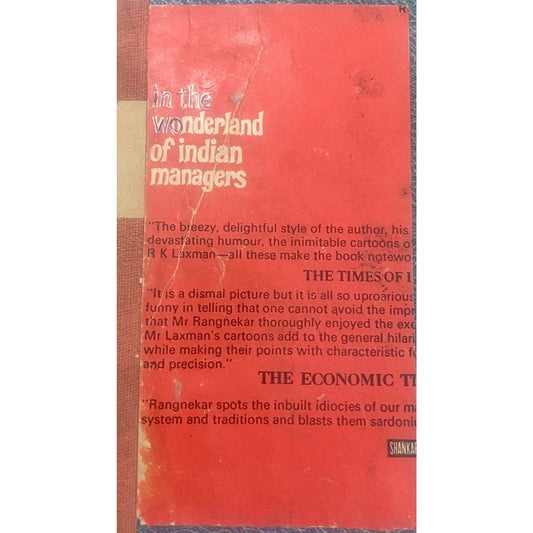 R
in the
wonderland
of indian
managers
"The breezy, delightful style of the author, his
devastating humour, the inimitable cartoons o
R K Laxman—all these make the book notewo
THE TIMES OF I
"It is a dismal picture but it is all so uproarious
funny in telling that one cannot avoid the impr
that Mr Rangnekar thoroughly enjoyed the exe
Mr Laxman's cartoons add to the general hilari
while making their points with characteristic f
and precision."
THE ECONOMIC T
"Rangnekar spots the inbuilt idiocies of our ma
system and traditions and blasts them sardonic
SHANKAR